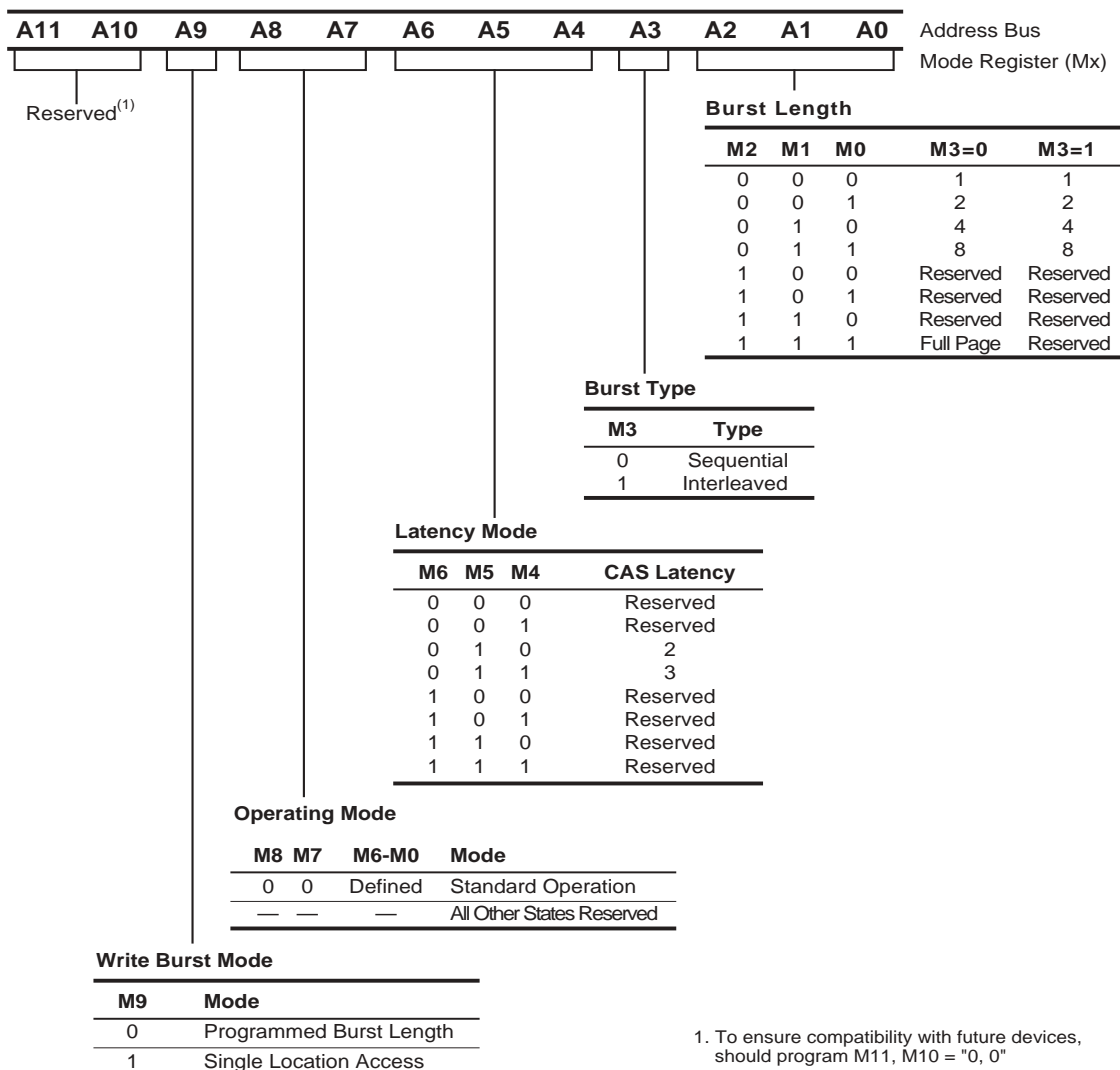 A11 A10 A9 A8 A7 A6 A5 A4 A3 A2 A1 A0 Address Bus
Mode Register (Mx)
Reserved(1)
Burst Length
M2 M1 M0 M3=0 M3=1
0 0 0 1 1
0 0 1 2 2
0 1 0 4 4
0 1 1 8 8
1 0 0 Reserved Reserved
1 0 1 Reserved Reserved
1 1 0 Reserved Reserved
1 1 1 Full Page Reserved
Burst Type
M3 Type
0 Sequential
1 Interleaved
Latency Mode
M6 M5 M4 CAS Latency
0 0 0 Reserved
0 0 1 Reserved
0 1 0 2
0 1 1 3
1 0 0 Reserved
1 0 1 Reserved
1 1 0 Reserved
1 1 1 Reserved
Operating Mode
M8 M7 M6-M0 Mode
0 0 Defined Standard Operation
— — — All Other States Reserved
Write Burst Mode
M9 Mode
0 Programmed Burst Length
1 Single Location Access
1. To ensure compatibility with future devices,
should program M11, M10 = "0, 0"